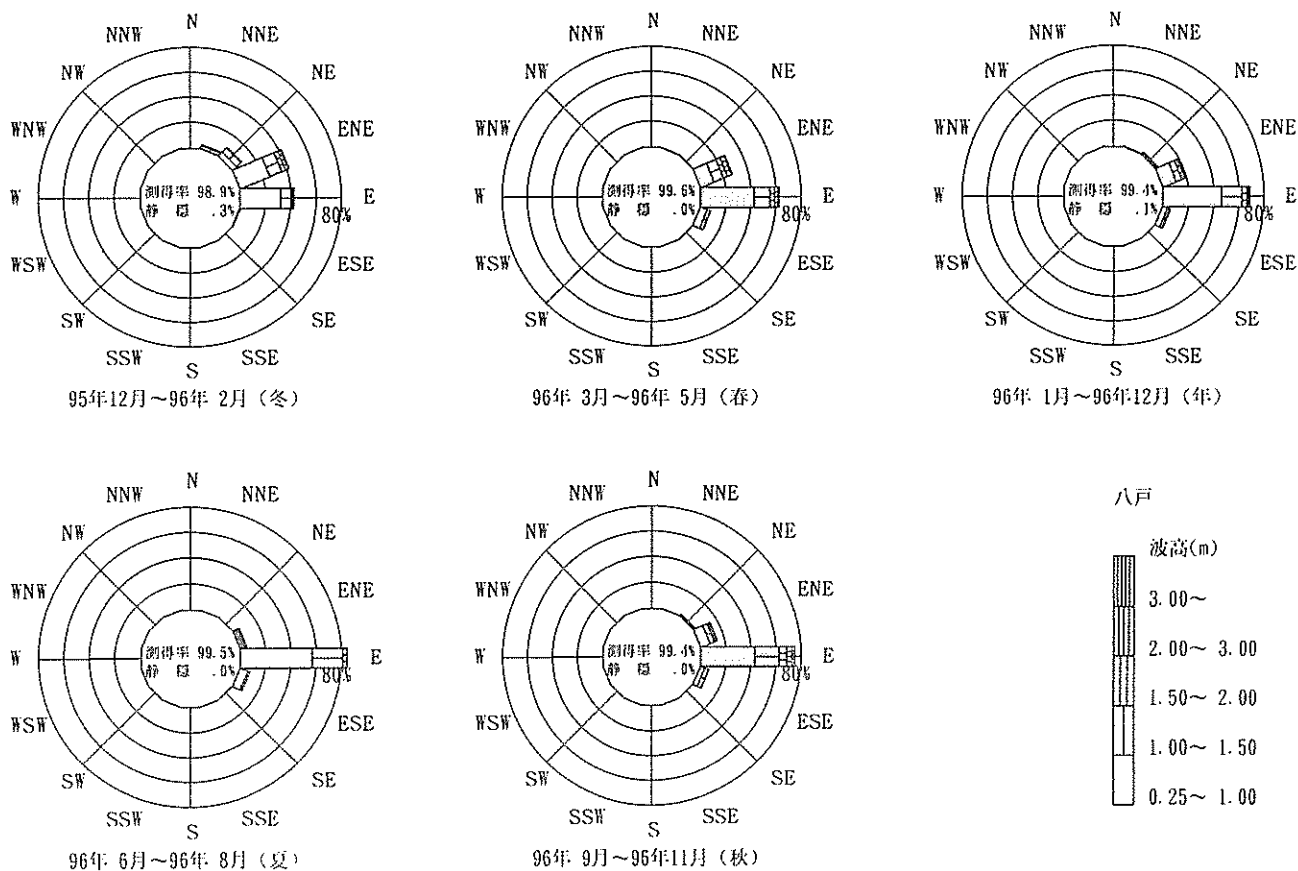 N
NNW
NNE
NW
NE
WNW
ENE
W
測得率 98.9%
静 穏 .3%
E
80%
WSW
ESE
SW
SE
SSW
SSE
S
95年12月～96年 2月（冬）
N
NNW
NNE
NW
NE
WNW
ENE
W
測得率 99.6%
静 穏 .0%
E
80%
WSW
ESE
SW
SE
SSW
SSE
S
96年 3月～96年 5月（春）
N
NNW
NNE
NW
NE
WNW
ENE
W
測得率 99.4%
静 穏 .1%
E
80%
WSW
ESE
SW
SE
SSW
SSE
S
96年 1月～96年12月（年）
N
NNW
NNE
NW
NE
WNW
ENE
W
測得率 99.5%
静 穏 .0%
E
80%
WSW
ESE
SW
SE
SSW
SSE
S
96年 6月～96年 8月（夏）
N
NNW
NNE
NW
NE
WNW
ENE
W
測得率 99.4%
静 穏 .0%
E
80%
WSW
ESE
SW
SE
SSW
SSE
S
96年 9月～96年11月（秋）
八戸
波高(m)
3.00～
2.00～ 3.00
1.50～ 2.00
1.00～ 1.50
0.25～ 1.00